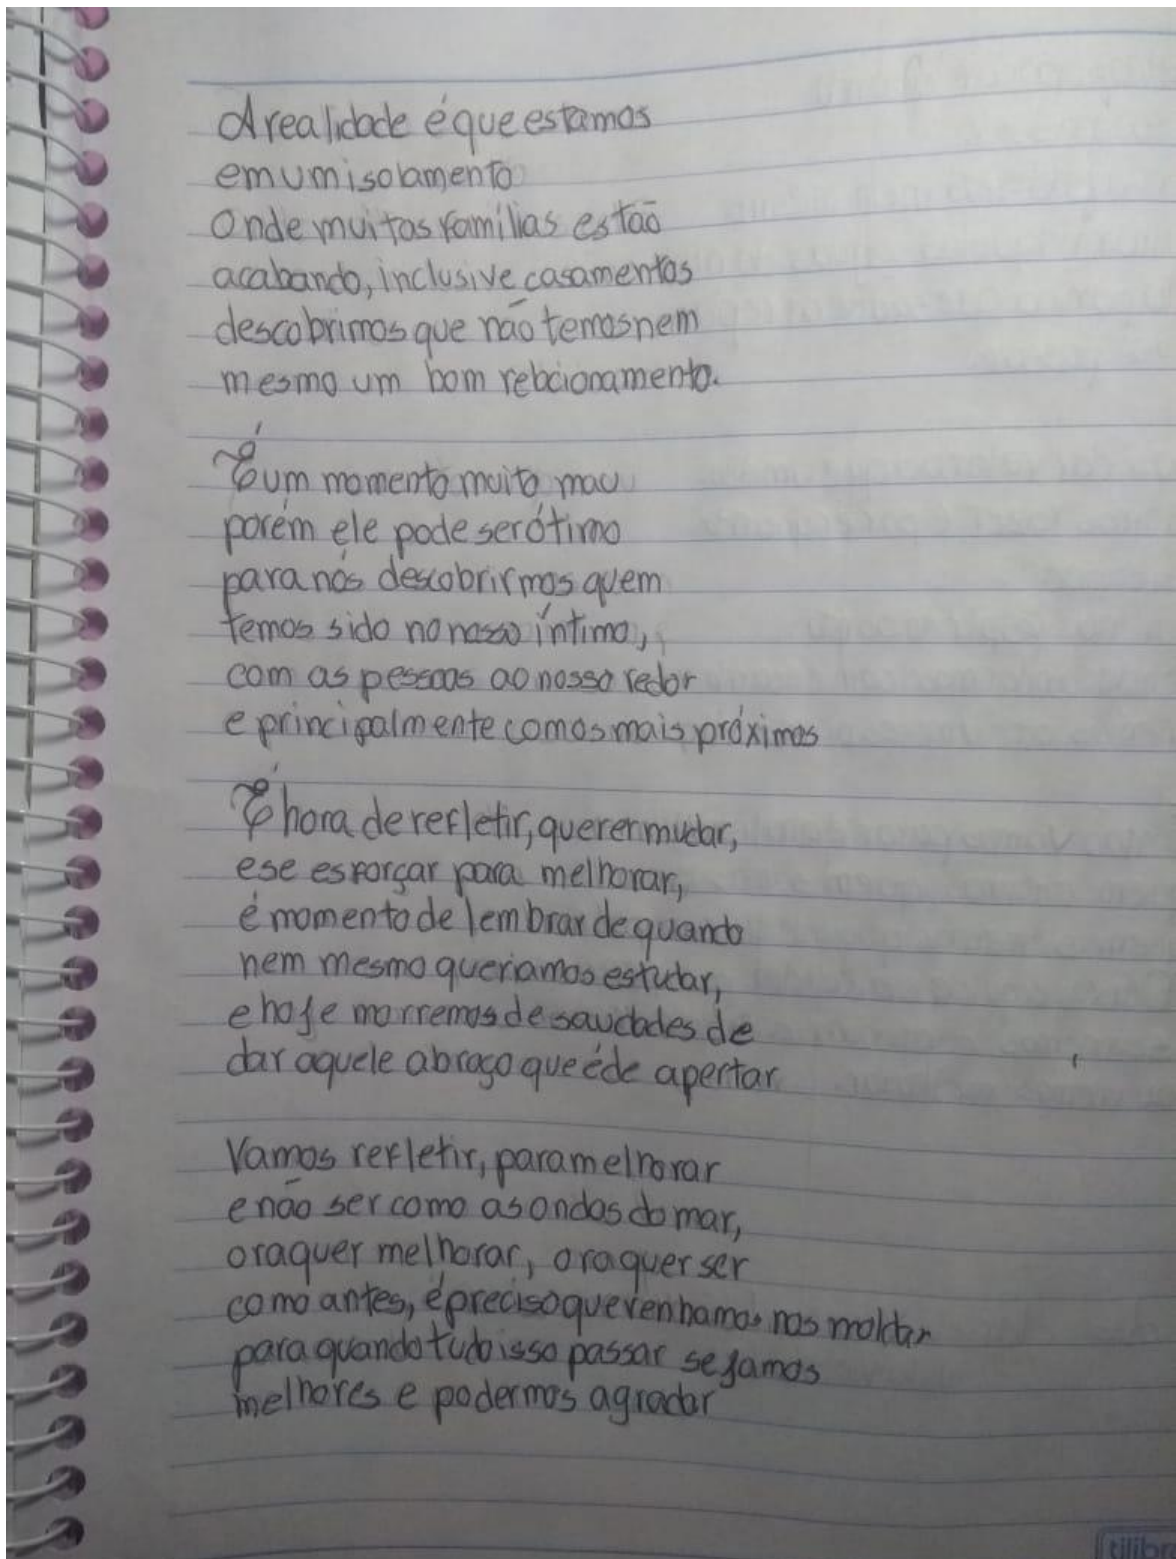 A realidade é que estamos
em um isolamento
Onde muitas famílias estão
acabando, inclusive casamentos
descobrimos que não temos nem
mesmo um bom relacionamento.
É um momento muito mau
porém ele pode ser ótimo
para nós descobrirmos quem
temos sido no nosso íntimo,
com as pessoas ao nosso redor
e principalmente com os mais próximos
É hora de refletir, querer mudar,
e se esforçar para melhorar,
é momento de lembrar de quando
nem mesmo queriamos estudar,
e hoje morremos de saudades de
dar aquele abraço que é de apertar
Vamos refletir, para melhorar
e não ser como as ondas do mar,
ora quer melhorar, ora quer ser
como antes, é preciso que venhamos nos moldar
para quando tudo isso passar sejamos
melhores e podermos agradar
tilibr